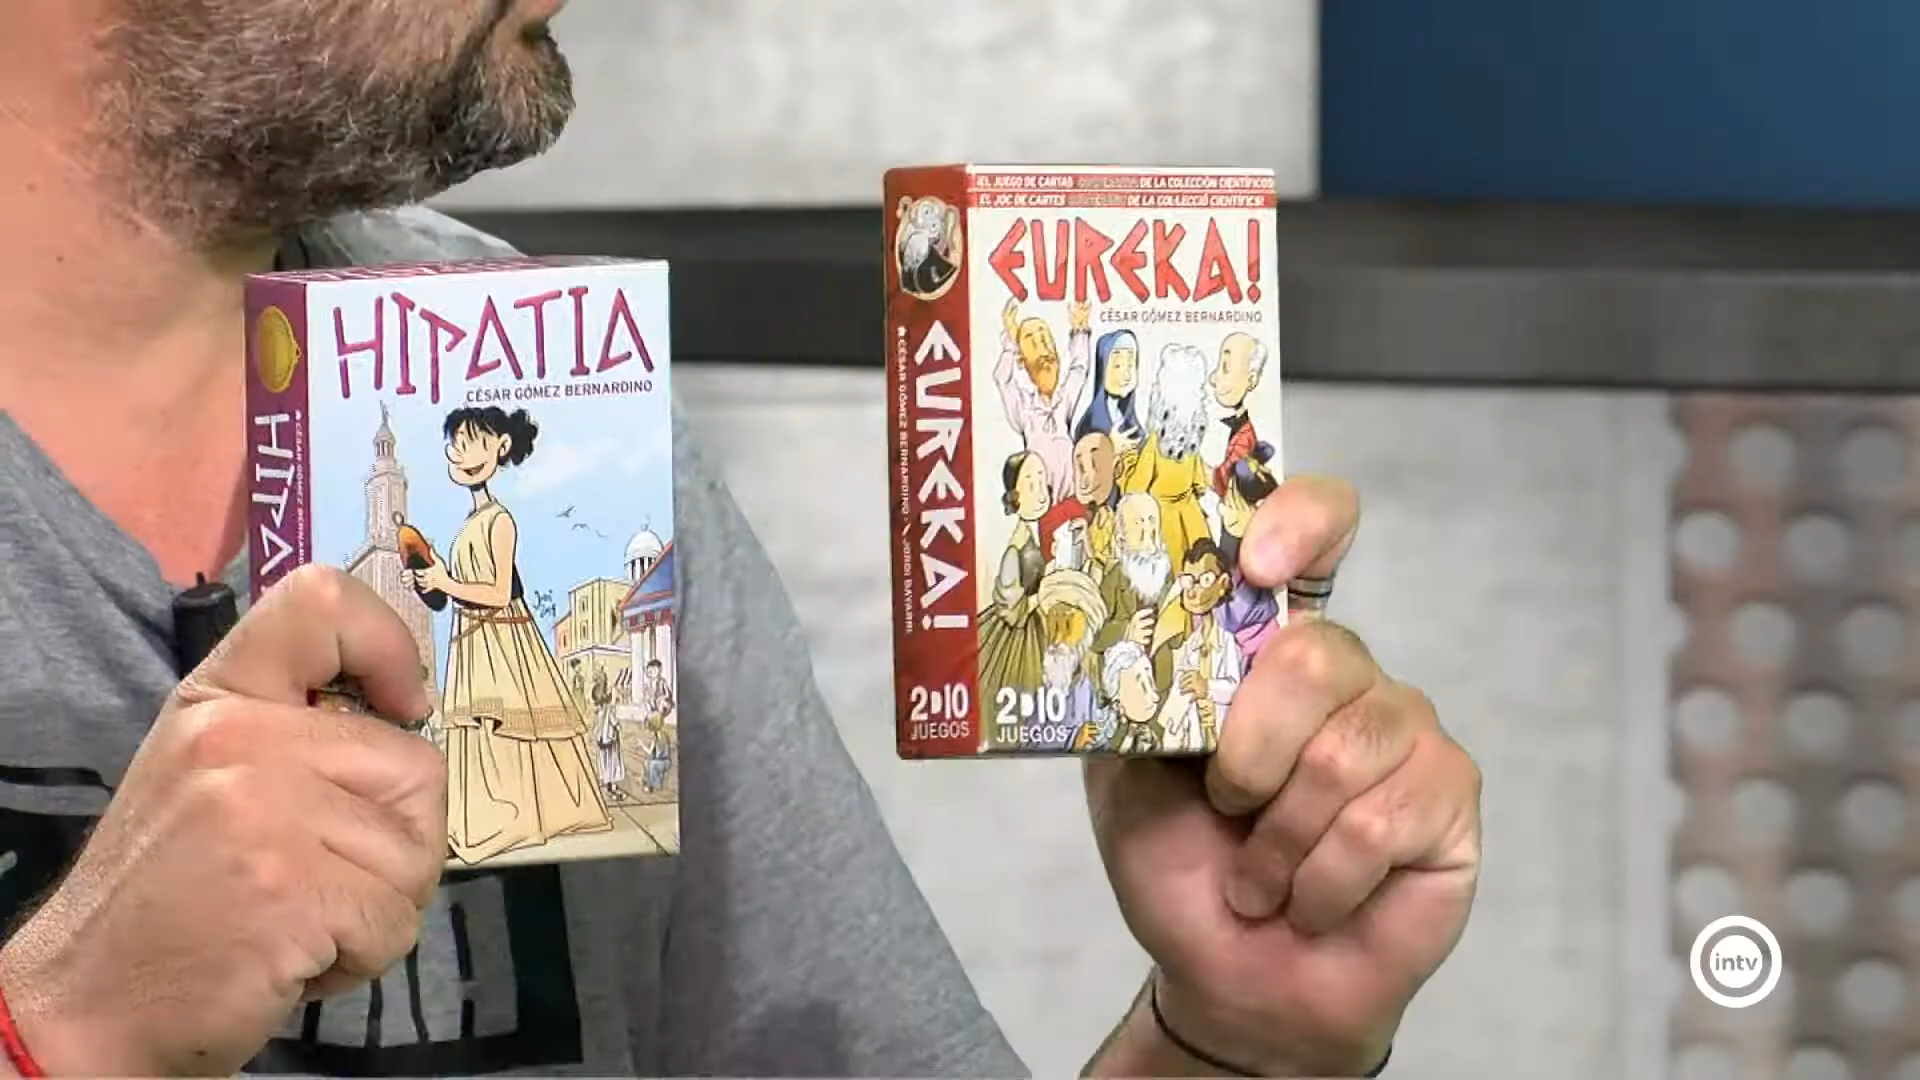 HIPATIA
CÉSAR GÓMEZ BERNARDINO
HIPA
¡EL JUEGO DE CARTAS DE LA COLECCIÓN CIENTÍFICOS!
EL JOC DE CARTES DE LA COL·LECCIÓ CIENTÍFICS!
EUREKA!
CÉSAR GÓMEZ BERNARDINO
EUREKA!
CÉSAR GÓMEZ BERNARDINO
JORDI BAYARRI
2D10
JUEGOS
2D10
JUEGOS
intv